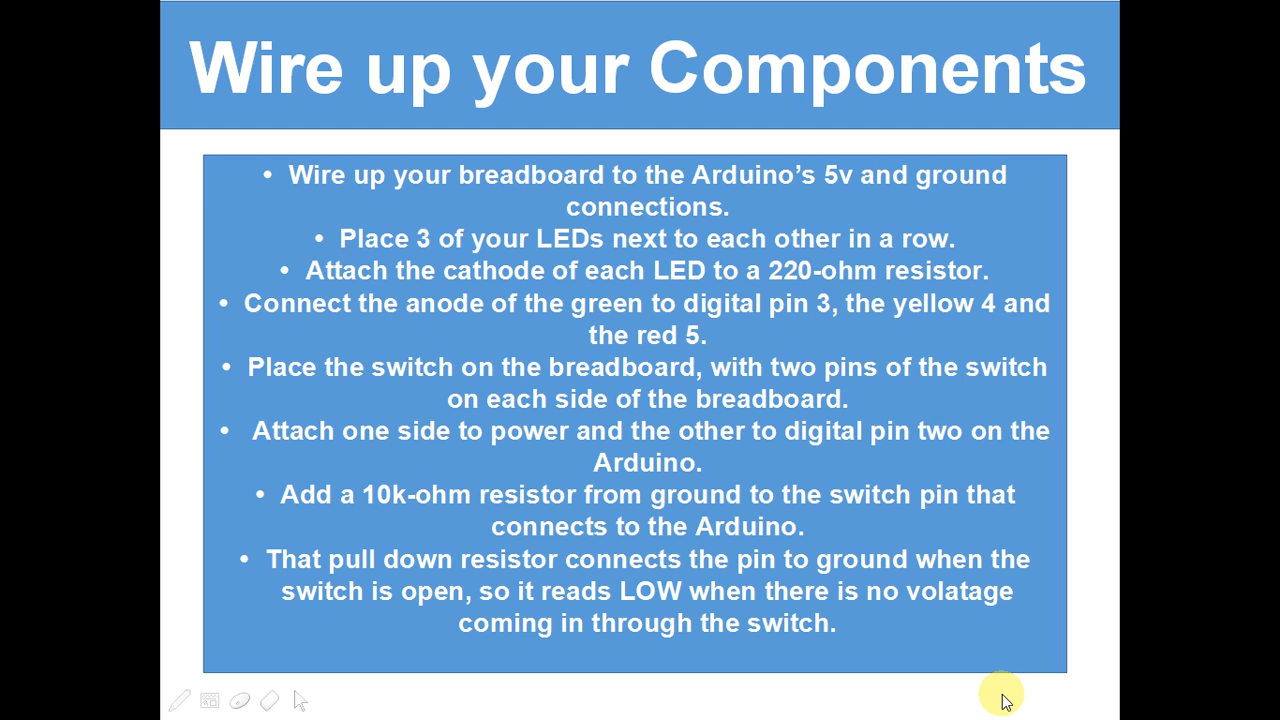 Wire up your Components
• Wire up your breadboard to the Arduino’s 5v and ground
connections.
• Place 3 of your LEDs next to each other in a row.
• Attach the cathode of each LED to a 220-ohm resistor.
• Connect the anode of the green to digital pin 3, the yellow 4 and
the red 5.
• Place the switch on the breadboard, with two pins of the switch
on each side of the breadboard.
• Attach one side to power and the other to digital pin two on the
Arduino.
• Add a 10k-ohm resistor from ground to the switch pin that
connects to the Arduino.
• That pull down resistor connects the pin to ground when the
switch is open, so it reads LOW when there is no volatage
coming in through the switch.